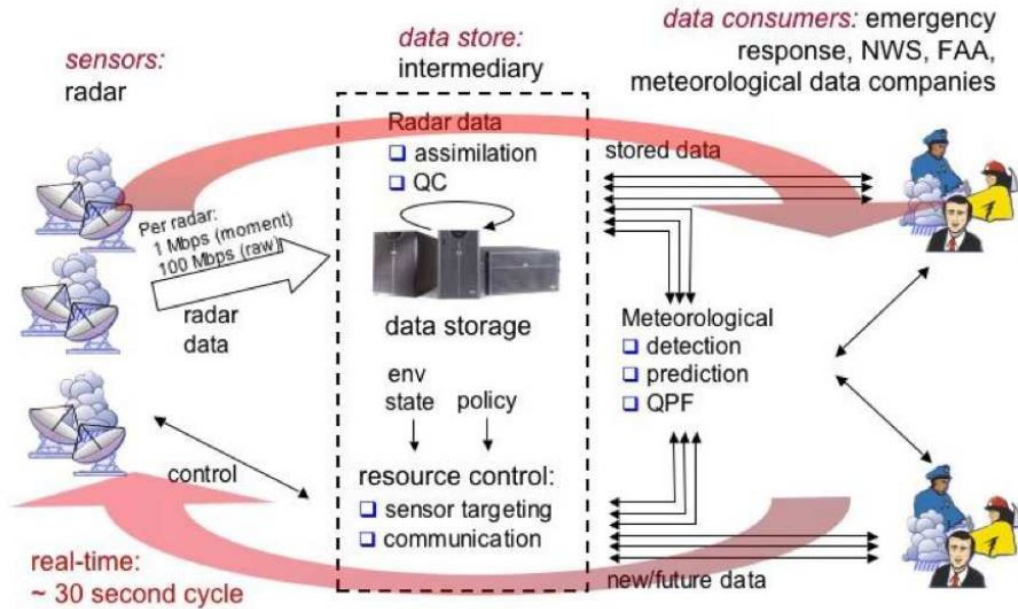 sensors:
radar
data store:
intermediary
data consumers: emergency
response, NWS, FAA,
meteorological data companies
Per radar:
1 Mbps (moment)
100 Mbps (raw)
radar
data
control
real-time:
~ 30 second cycle
Radar data
assimilation
QC
data storage
env
state
policy
resource control:
sensor targeting
communication
stored data
Meteorological
detection
prediction
QPF
new/future data